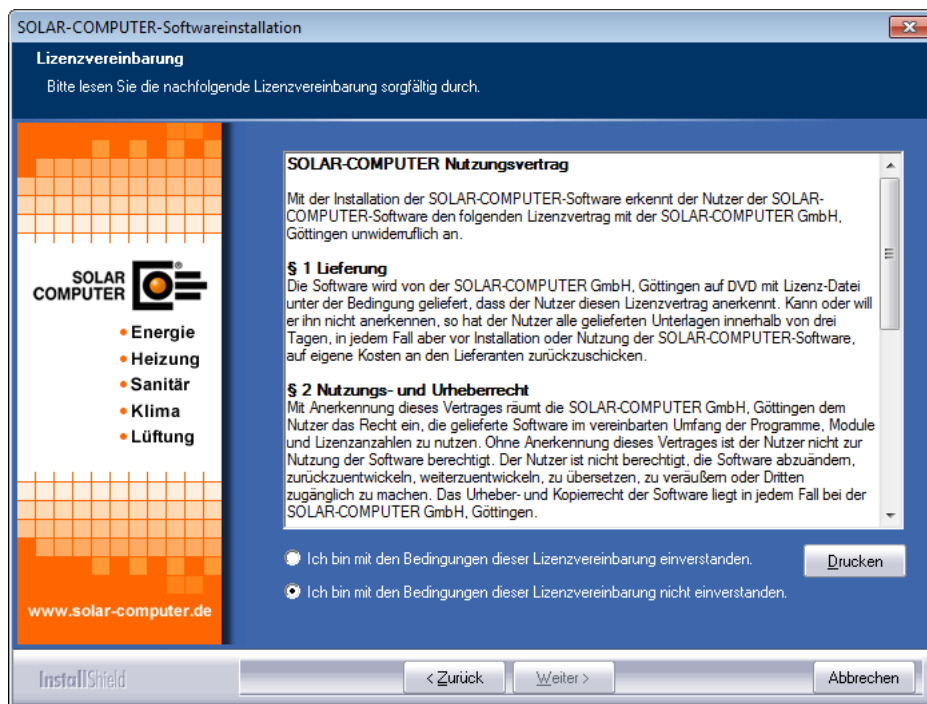 SOLAR-COMPUTER-Softwareinstallation
Lizenzvereinbarung
Bitte lesen Sie die nachfolgende Lizenzvereinbarung sorgfältig durch.
SOLAR
COMPUTER
®
• Energie
• Heizung
• Sanitär
• Klima
• Lüftung
www.solar-computer.de
SOLAR-COMPUTER Nutzungsvertrag
Mit der Installation der SOLAR-COMPUTER-Software erkennt der Nutzer der SOLAR-
COMPUTER-Software den folgenden Lizenzvertrag mit der SOLAR-COMPUTER GmbH,
Göttingen unwiderruflich an.
§ 1 Lieferung
Die Software wird von der SOLAR-COMPUTER GmbH, Göttingen auf DVD mit Lizenz-Datei
unter der Bedingung geliefert, dass der Nutzer diesen Lizenzvertrag anerkennt. Kann oder will
er ihn nicht anerkennen, so hat der Nutzer alle gelieferten Unterlagen innerhalb von drei
Tagen, in jedem Fall aber vor Installation oder Nutzung der SOLAR-COMPUTER-Software,
auf eigene Kosten an den Lieferanten zurückzuschicken.
§ 2 Nutzungs- und Urheberrecht
Mit Anerkennung dieses Vertrages räumt die SOLAR-COMPUTER GmbH, Göttingen dem
Nutzer das Recht ein, die gelieferte Software im vereinbarten Umfang der Programme, Module
und Lizenzanzahlen zu nutzen. Ohne Anerkennung dieses Vertrages ist der Nutzer nicht zur
Nutzung der Software berechtigt. Der Nutzer ist nicht berechtigt, die Software abzuändern,
zurückzuentwickeln, weiterzuentwickeln, zu übersetzen, zu veräußern oder Dritten
zugänglich zu machen. Das Urheber- und Kopierrecht der Software liegt in jedem Fall bei der
SOLAR-COMPUTER GmbH, Göttingen.
Ich bin mit den Bedingungen dieser Lizenzvereinbarung einverstanden.
Drucken
Ich bin mit den Bedingungen dieser Lizenzvereinbarung nicht einverstanden.
InstallShield
< Zurück
Weiter >
Abbrechen